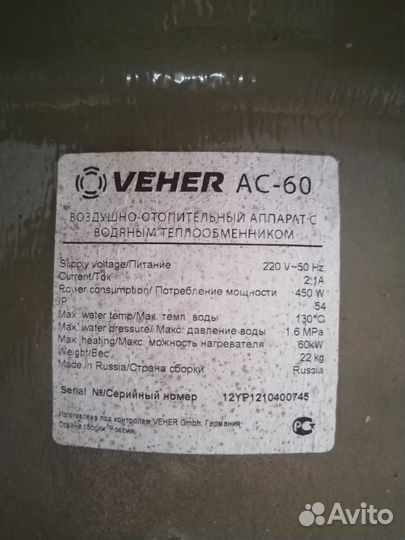 VEHER AC-60
ВОЗДУШНО-ОТОПИТЕЛЬНЫЙ АППАРАТ С
ВОДЯНЫМ ТЕПЛООБМЕННИКОМ
Supply voltage/Питание 220 V~50 Hz
Current/Ток 2,1A
Power consumption/ Потребление мощности 450 W
IP 54
Max water temp/Мак. темп. воды 130°C
Max water pressure/ Макс. давление воды 1.6 MPa
Max heating/Макс. можность нагревателя 60kW
Weight/Вес 22 kg
Made in Russia/Страна сборки Russia
Serial №/Серийный номер 12YP1210400745
Изготовлено под контролем VEHER Gmbh, Германия
Страна сборки "Россия"
РСТ
Avito